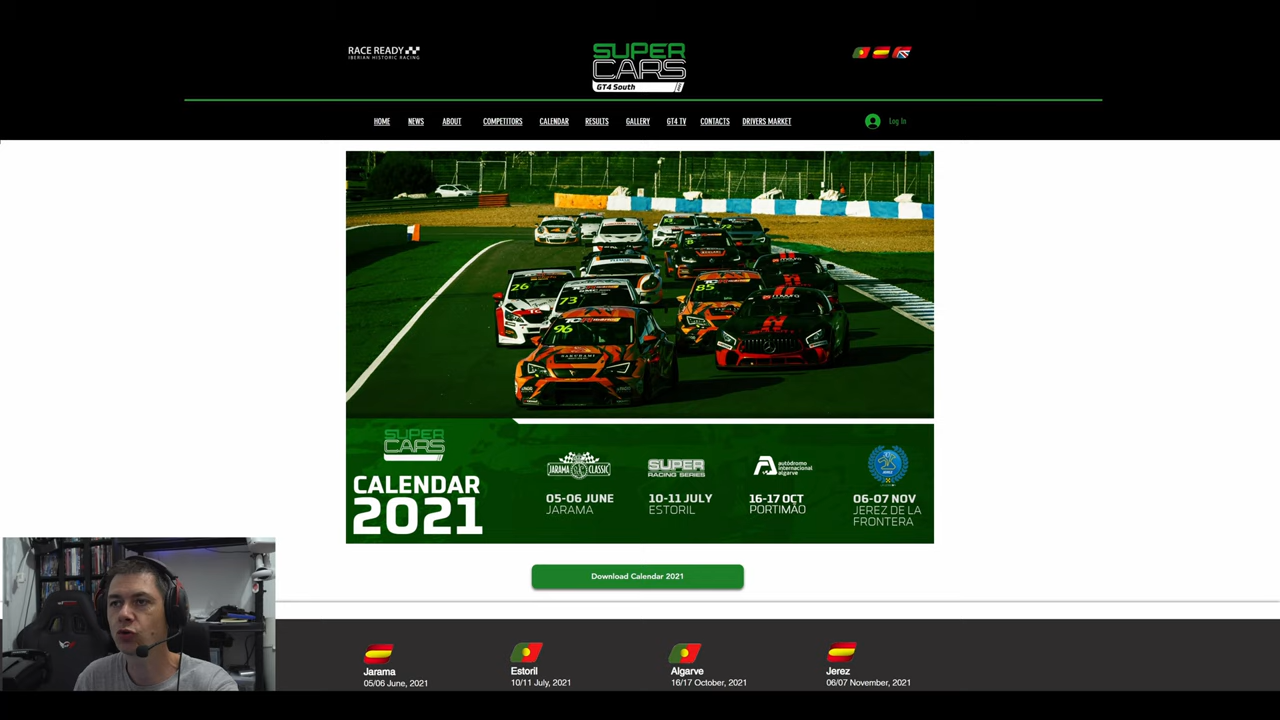 RACE READY
IBERIAN HISTORIC RACING
SUPER
CARS
GT4 South
HOME NEWS ABOUT COMPETITORS CALENDAR RESULTS GALLERY GT4 TV CONTACTS DRIVERS MARKET
Log In
26
73
85
96
SUPER
CARS
CALENDAR
2021
JARAMA CLASSIC
05-06 JUNE
JARAMA
SUPER
RACING SERIES
10-11 JULY
ESTORIL
autódromo
internacional
algarve
16-17 OCT
PORTIMÃO
06-07 NOV
JEREZ DE LA
FRONTERA
Download Calendar 2021
Jarama
05/06 June, 2021
Estoril
10/11 July, 2021
Algarve
16/17 October, 2021
Jerez
06/07 November, 2021